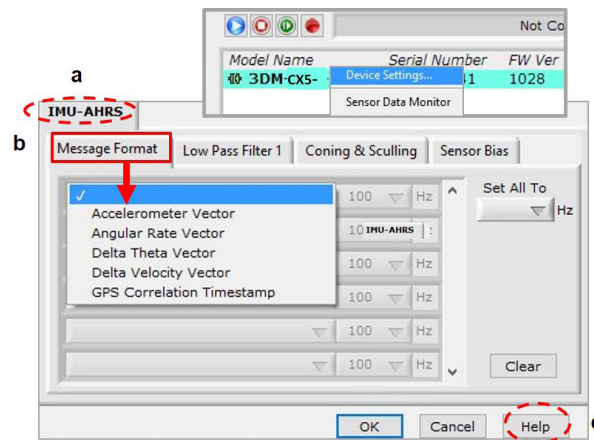 Not Co
Model Name Serial Number FW Ver
3DM-CX5- 41 1028
Device Settings...
Sensor Data Monitor
a
IMU-AHRS
b
Message Format Low Pass Filter 1 Coning & Sculling Sensor Bias
✓
Accelerometer Vector
Angular Rate Vector
Delta Theta Vector
Delta Velocity Vector
GPS Correlation Timestamp
100 Hz
10 IMU-AHRS
100 Hz
100 Hz
100 Hz
100 Hz
Set All To
Hz
Clear
OK Cancel Help